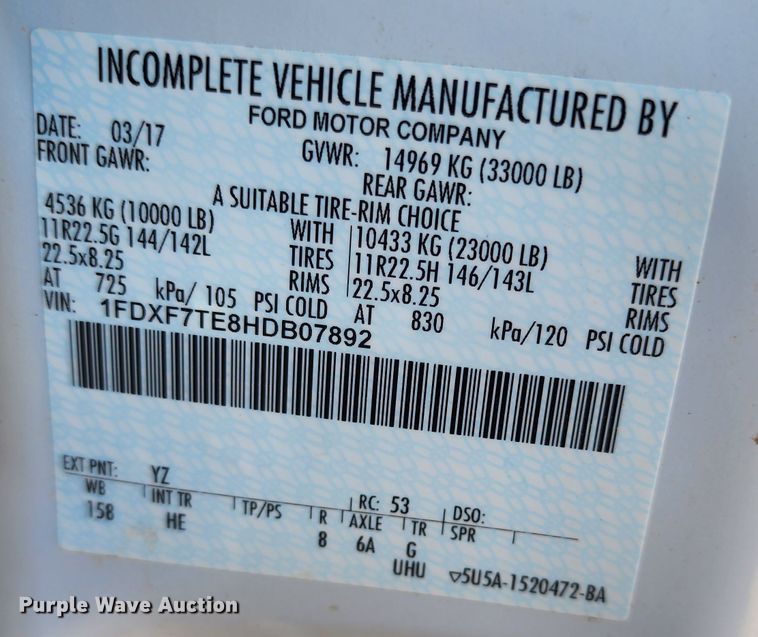 INCOMPLETE VEHICLE MANUFACTURED BY
FORD MOTOR COMPANY
DATE: 03/17 GVWR: 14969 KG (33000 LB)
FRONT GAWR: REAR GAWR:
A SUITABLE TIRE-RIM CHOICE
4536 KG (10000 LB) WITH 10433 KG (23000 LB) WITH
11R22.5G 144/142L TIRES 11R22.5H 146/143L TIRES
22.5x8.25 RIMS 22.5x8.25 RIMS
AT 725 kPa/ 105 PSI COLD AT 830 kPa/120 PSI COLD
VIN: 1FDXF7TE8HDB07892
EXT PNT: YZ RC: 53 DSO:
WB INT TR TP/PS R AXLE TR SPR
158 HE 8 6A G
UHU ▽5U5A-1520472-BA
Purple Wave Auction